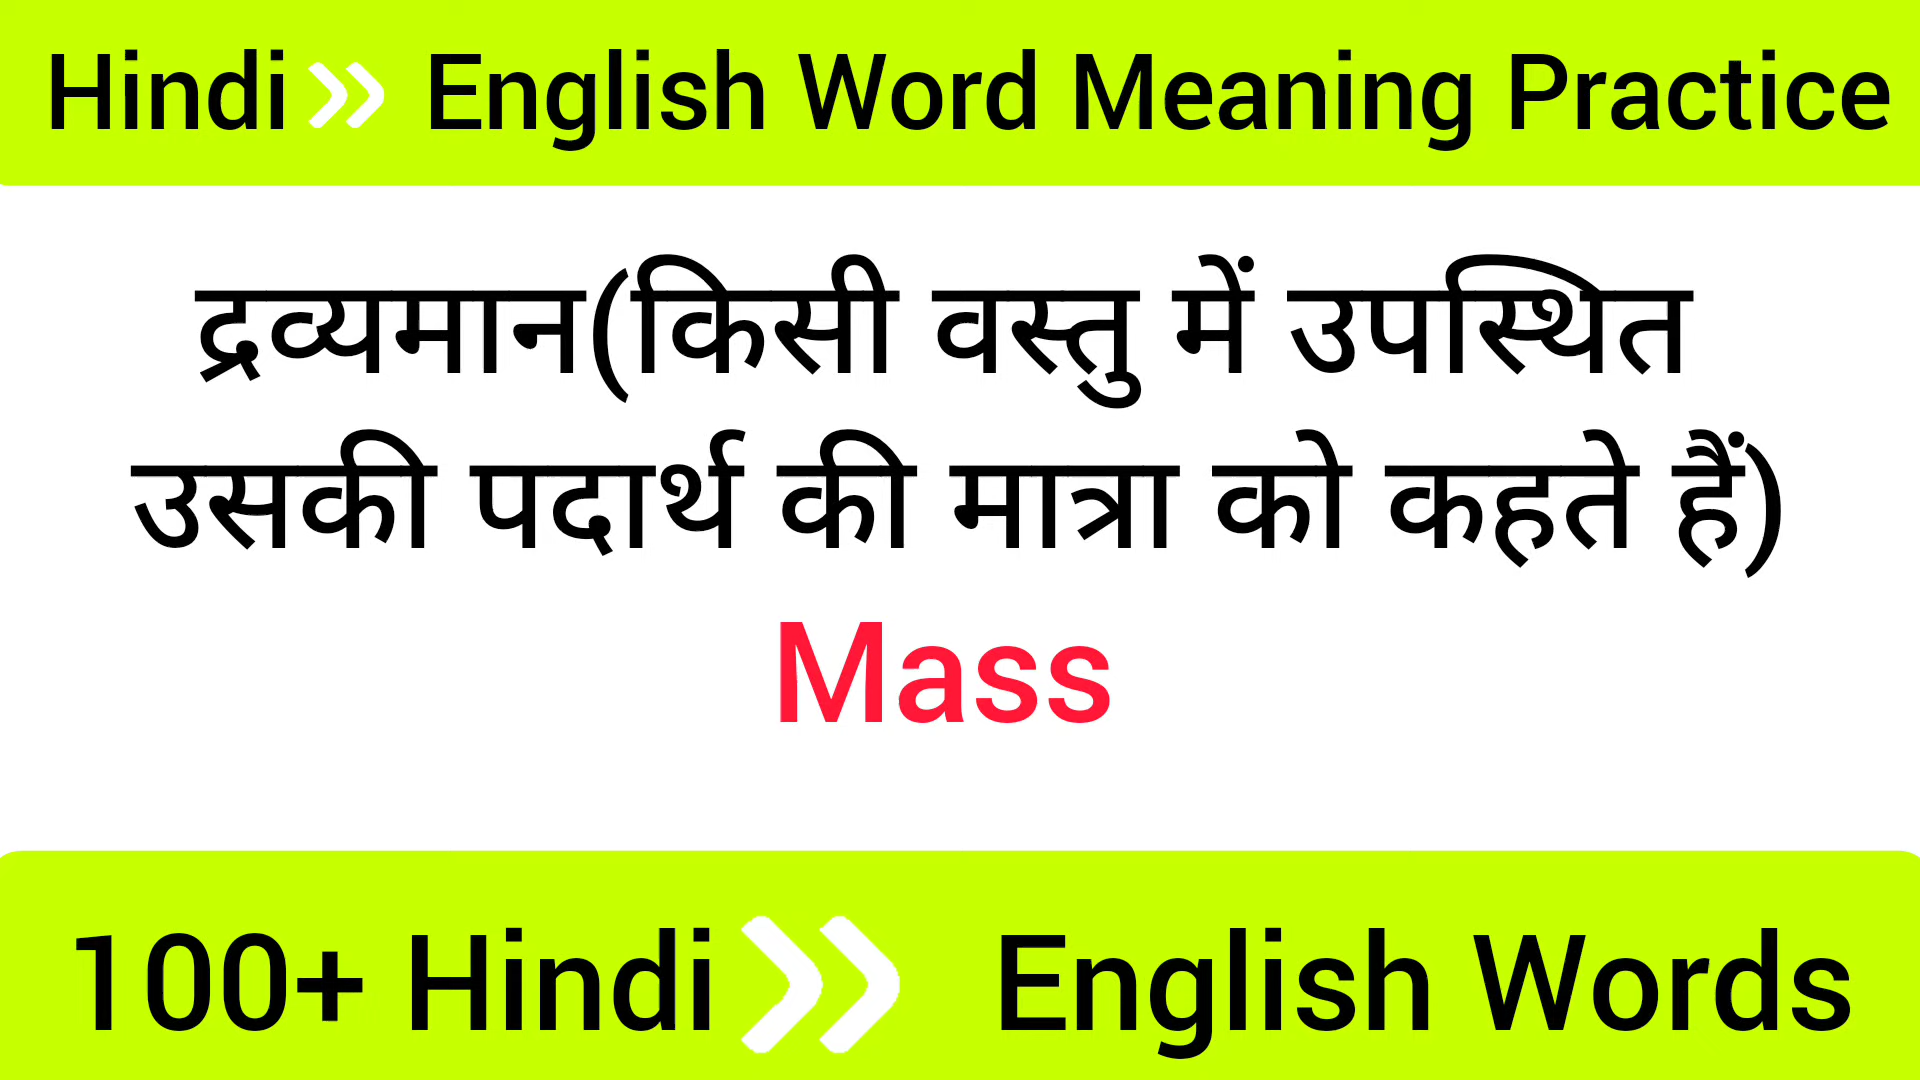 Hindi >> English Word Meaning Practice
द्रव्यमान(किसी वस्तु में उपस्थित
उसकी पदार्थ की मात्रा को कहते हैं)
Mass
100+ Hindi >> English Words